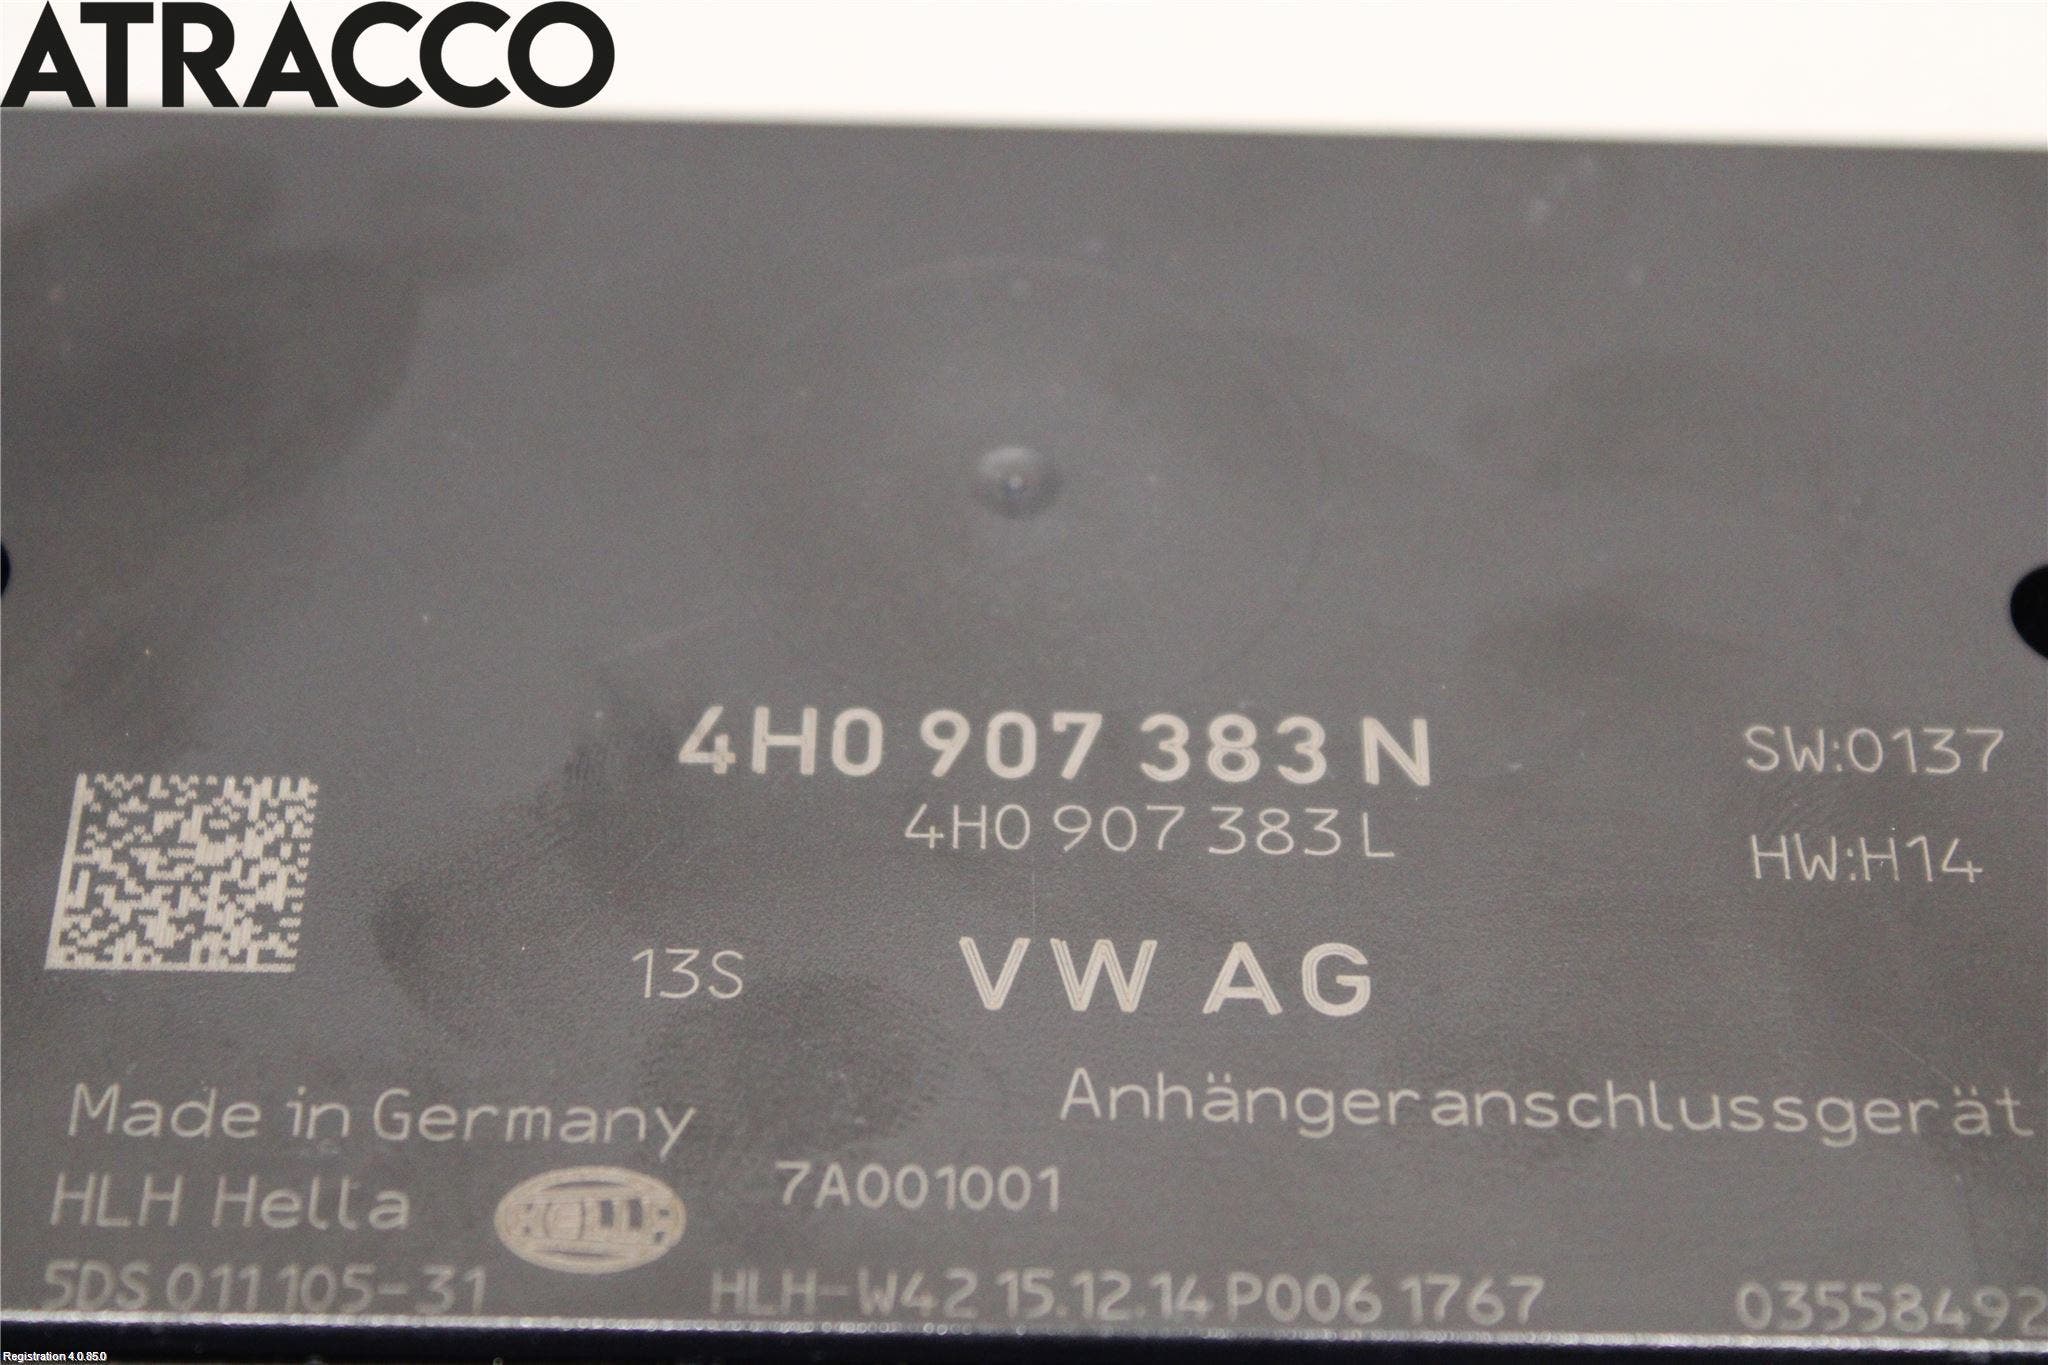 ATRACCO
4H0 907 383 N
4H0 907 383 L
SW:0137
HW:H14
13S
VW AG
Made in Germany
Anhängeranschlussgerät
HLH Hella
7A001001
5DS 011 105-31
HLH-W42 15.12.14 P006 1767
03558492
Registration 4.0.85.0